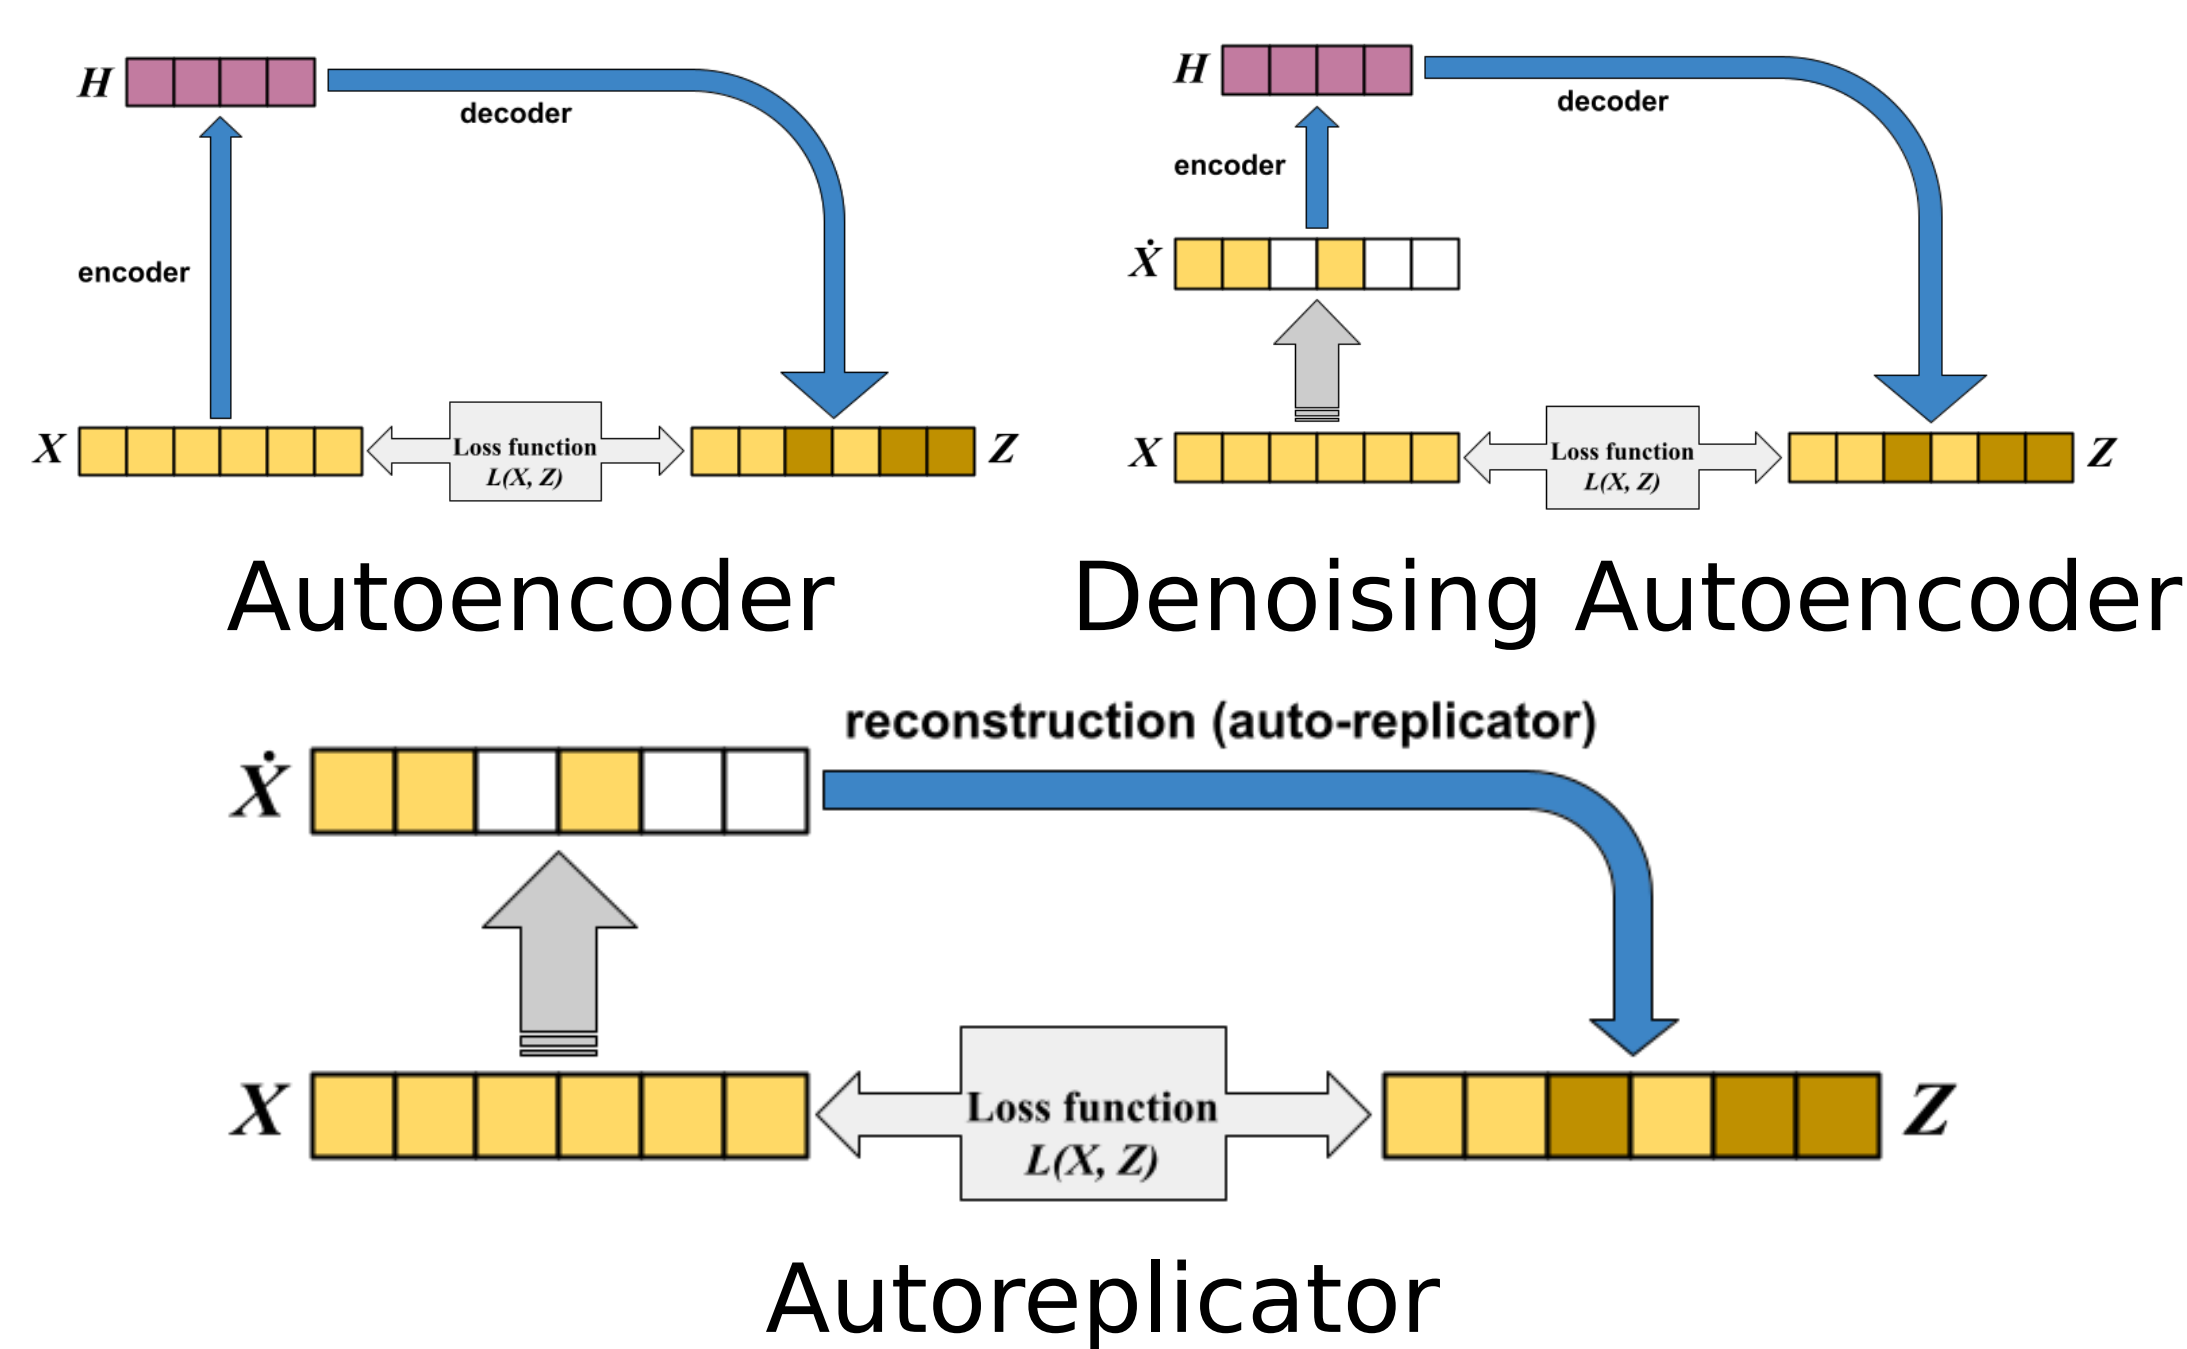 H
decoder
encoder
X
Loss function
L(X, Z)
Z
Autoencoder
H
decoder
encoder
Ẋ
X
Loss function
L(X, Z)
Z
Denoising Autoencoder
reconstruction (auto-replicator)
Ẋ
X
Loss function
L(X, Z)
Z
Autoreplicator